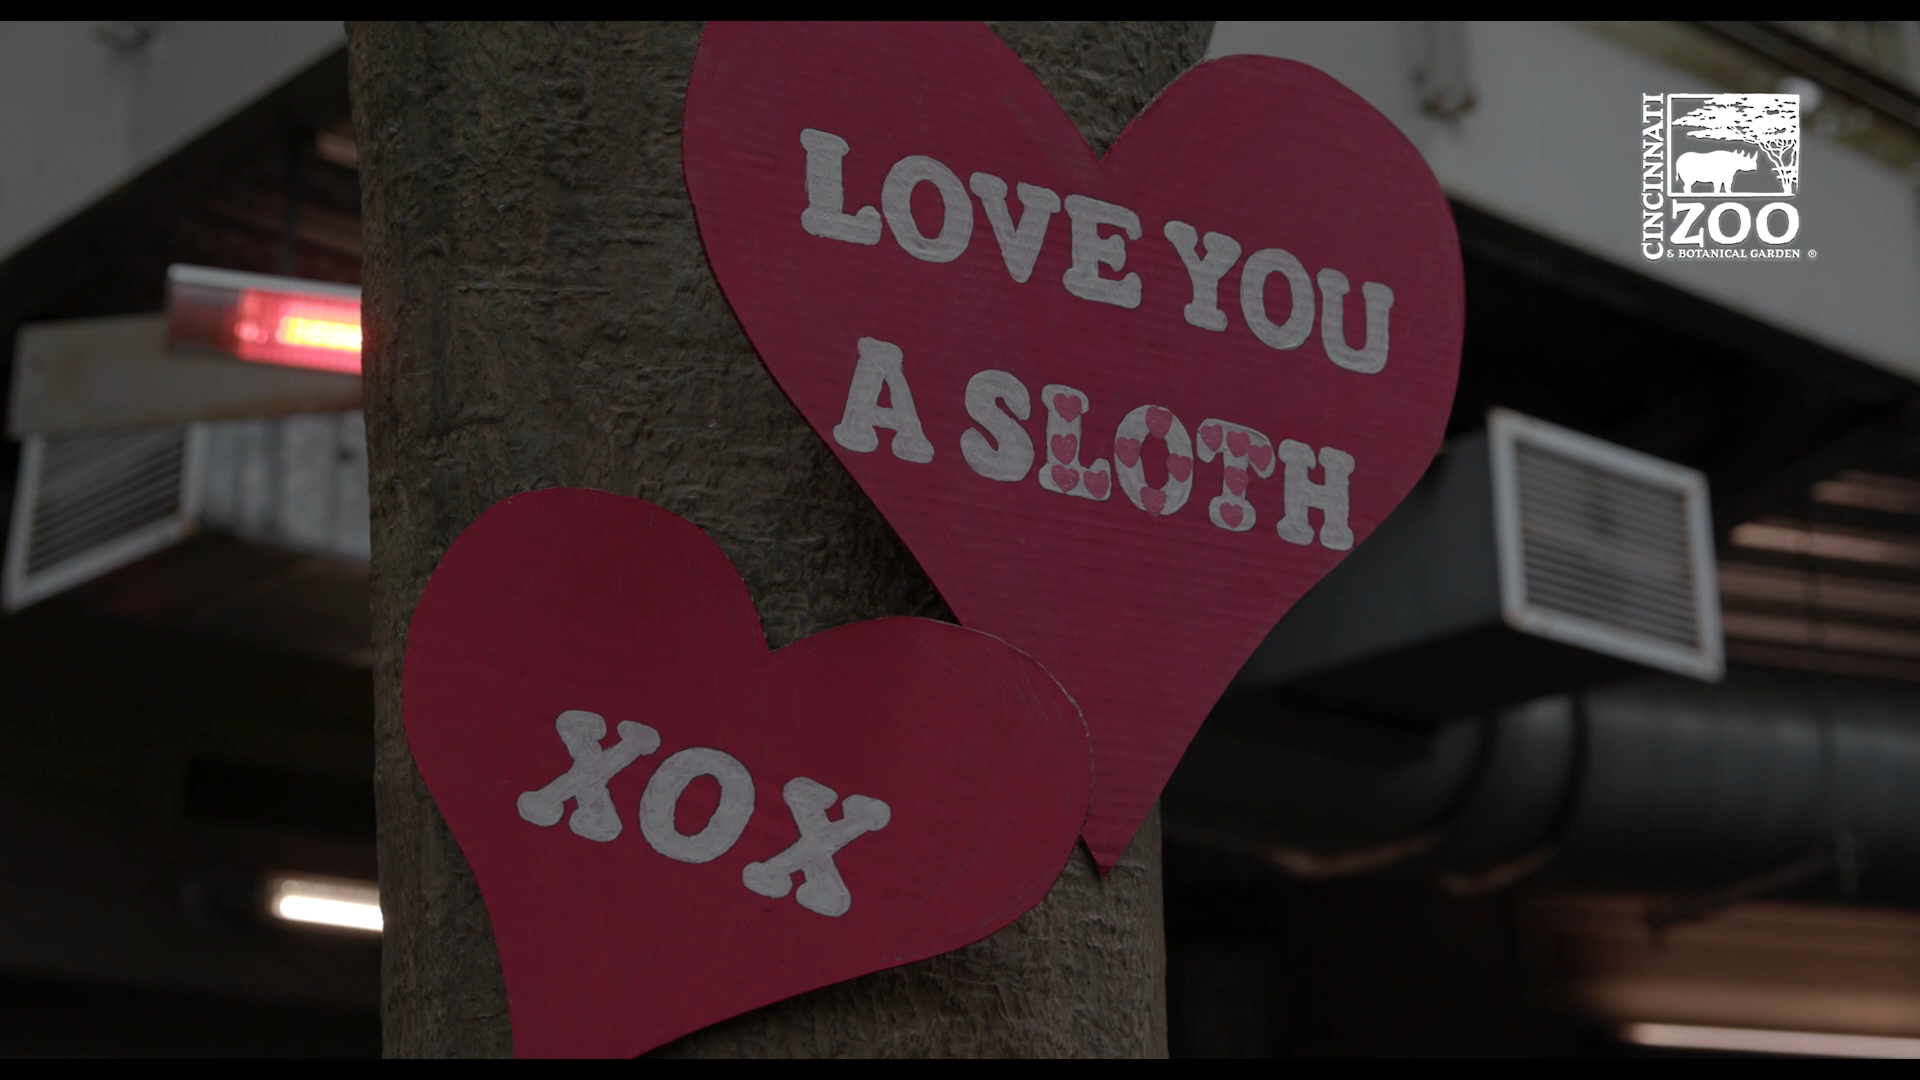 LOVE YOU
A SLOTH
XOX
CINCINNATI
ZOO
& BOTANICAL GARDEN ®